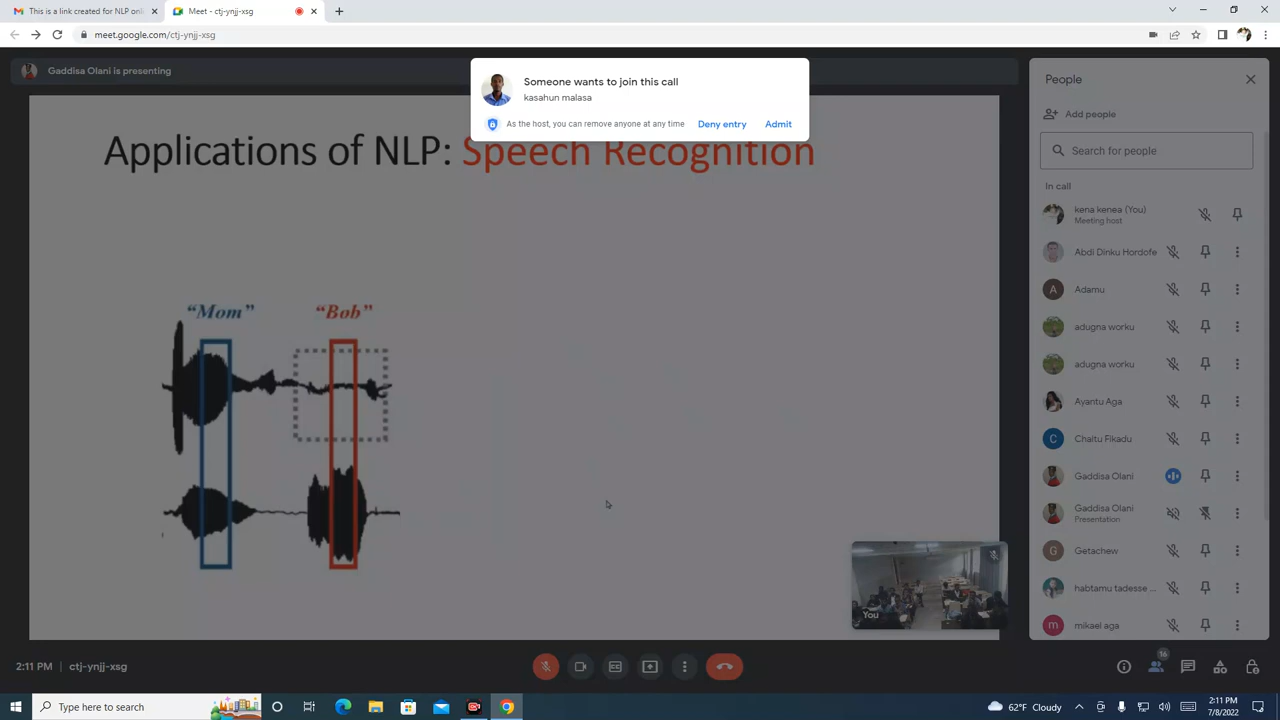 This is a link created for NLP onli
Meet - ctj-ynjj-xsg
meet.google.com/ctj-ynjj-xsg
Gaddisa Olani is presenting
Someone wants to join this call
kasahun malasa
As the host, you can remove anyone at any time
Deny entry
Admit
Applications of NLP: Speech Recognition
"Mom"
"Bob"
You
People
Add people
Search for people
In call
kena kenea (You)
Meeting host
Abdi Dinku Hordofe
A
Adamu
adugna worku
adugna worku
Ayantu Aga
C
Chaitu Fikadu
Gaddisa Olani
Gaddisa Olani
Presentation
G
Getachew
habtamu tadesse ...
m
mikael aga
2:11 PM | ctj-ynjj-xsg
16
Type here to search
62°F Cloudy
2:11 PM
7/8/2022